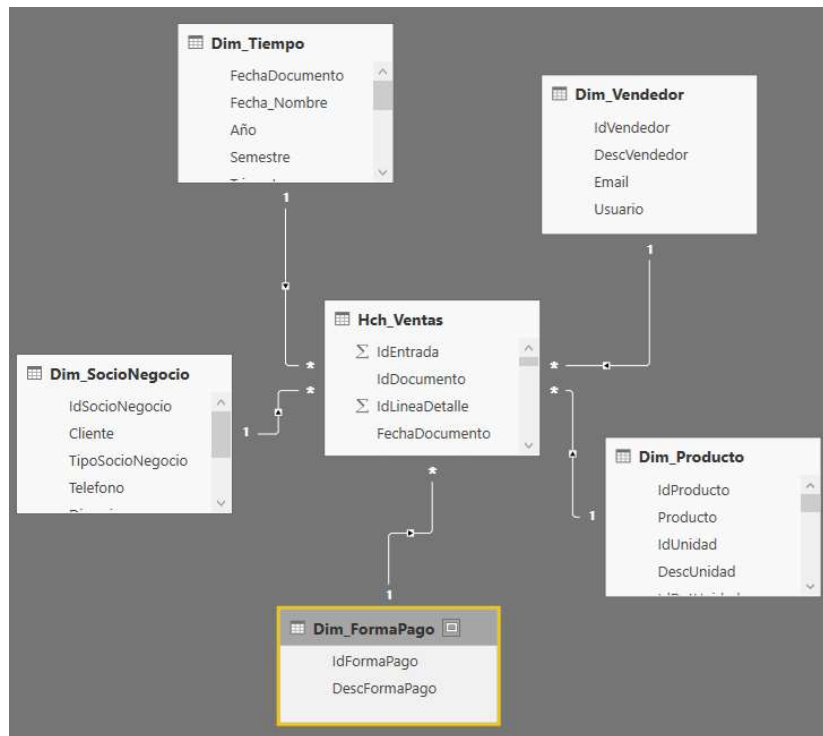 Dim_Tiempo
FechaDocumento
Fecha_Nombre
Año
Semestre
1
Dim_Vendedor
IdVendedor
DescVendedor
Email
Usuario
1
Hch_Ventas
∑ IdEntrada
IdDocumento
∑ IdLineaDetalle
FechaDocumento
*
*
*
*
*
Dim_SocioNegocio
IdSocioNegocio
Cliente
TipoSocioNegocio
Telefono
1
Dim_Producto
IdProducto
Producto
IdUnidad
DescUnidad
1
1
Dim_FormaPago
IdFormaPago
DescFormaPago